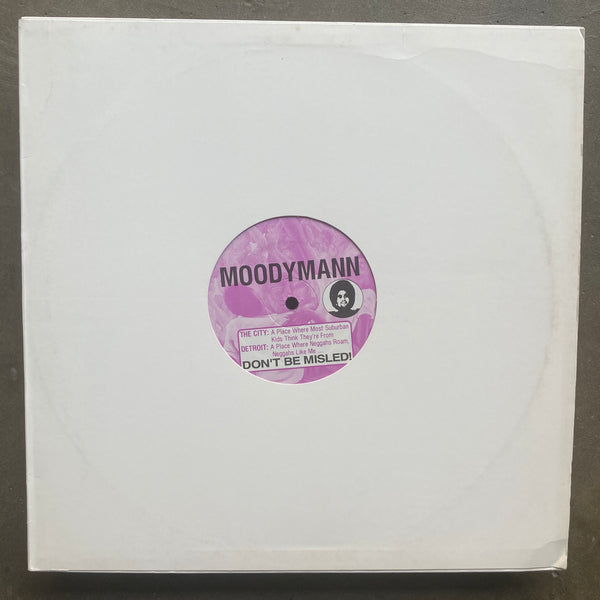 MOODYMANN
THE CITY: A Place Where Most Suburban
Kids Think They're From
DETROIT: A Place Where Neggahs Roam,
Neggahs Like Me ...
DON'T BE MISLED!